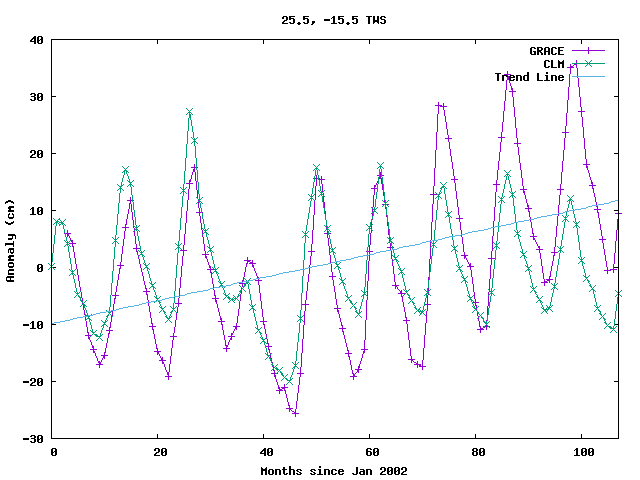 25.5, -15.5 TWS
GRACE
CLM
Trend Line
Anomaly (cm)
40
30
20
10
0
-10
-20
-30
0 20 40 60 80 100
Months since Jan 2002